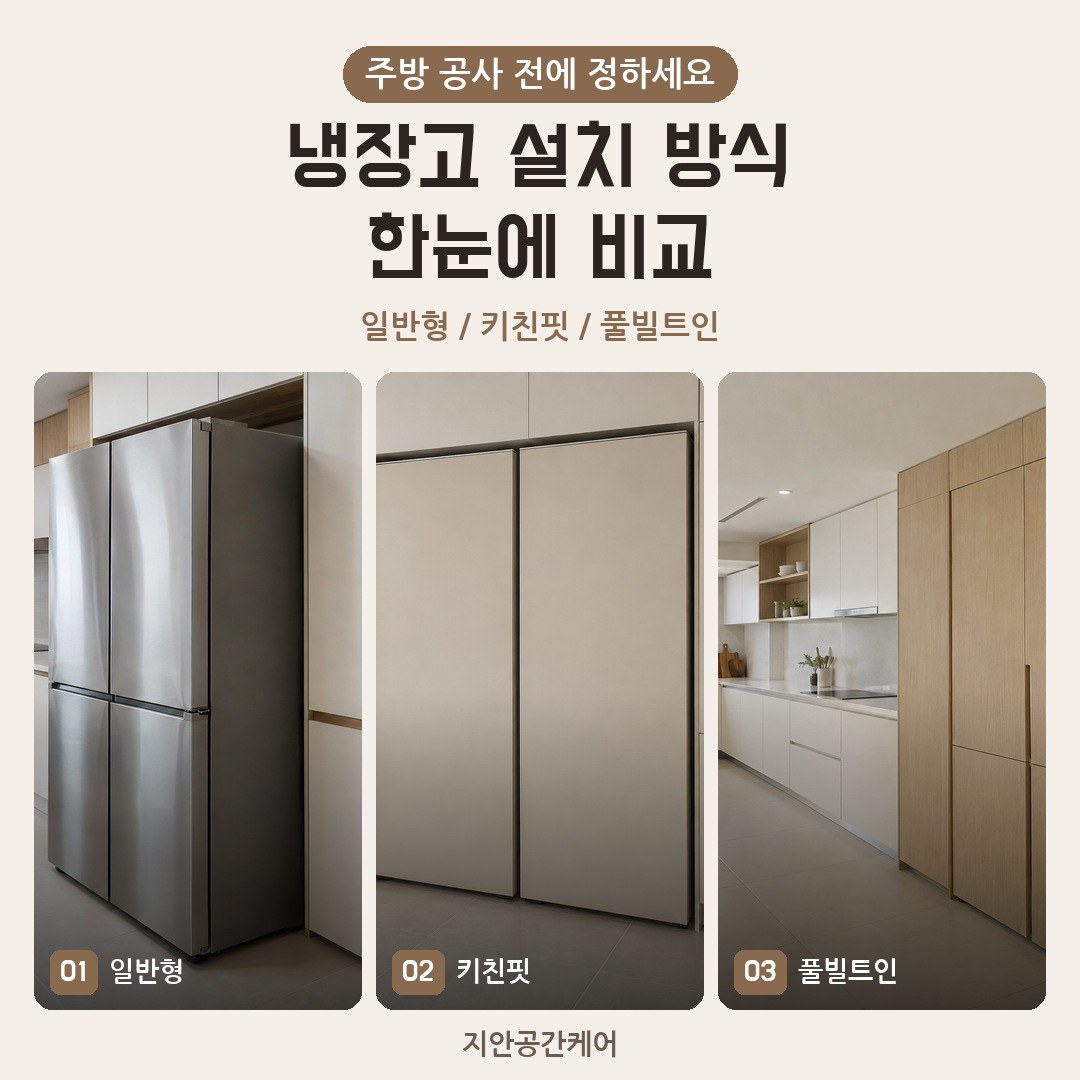 주방 공사 전에 정하세요
냉장고 설치 방식
한눈에 비교
일반형 / 키친핏 / 풀빌트인
01 일반형
02 키친핏
03 풀빌트인
지안공간케어